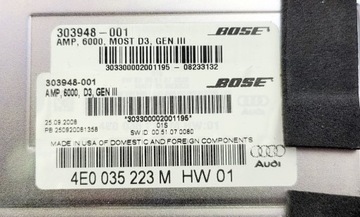 303948-001
BOSE
AMP, 6000, MOST D3, GEN III
303300002001195 - 08233132
303948-001
BOSE
AMP, 6000, D3, GEN III
*303300002001195*
25.09.2008
01S
PB 250920081358
SW ID 00 51 07 0080
MADE IN USA OF DOMESTIC AND FOREIGN COMPONENTS
4E0 035 223 M HW 01
Audi